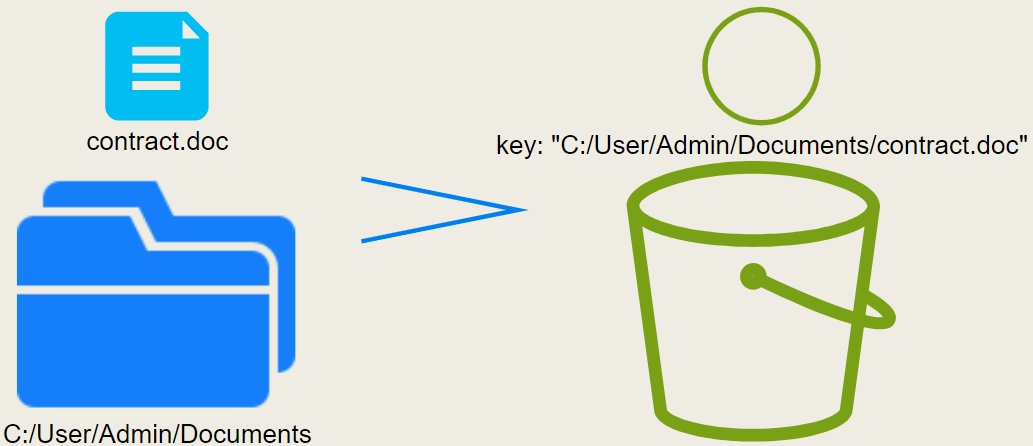 contract.doc
key: "C:/User/Admin/Documents/contract.doc"
C:/User/Admin/Documents